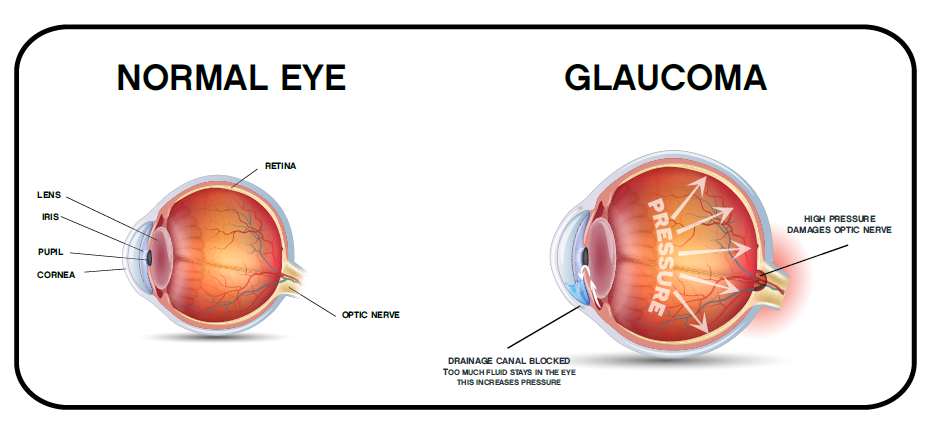 NORMAL EYE
GLAUCOMA
RETINA
LENS
IRIS
PUPIL
CORNEA
OPTIC NERVE
PRESSURE
HIGH PRESSURE
DAMAGES OPTIC NERVE
DRAINAGE CANAL BLOCKED
TOO MUCH FLUID STAYS IN THE EYE
THIS INCREASES PRESSURE